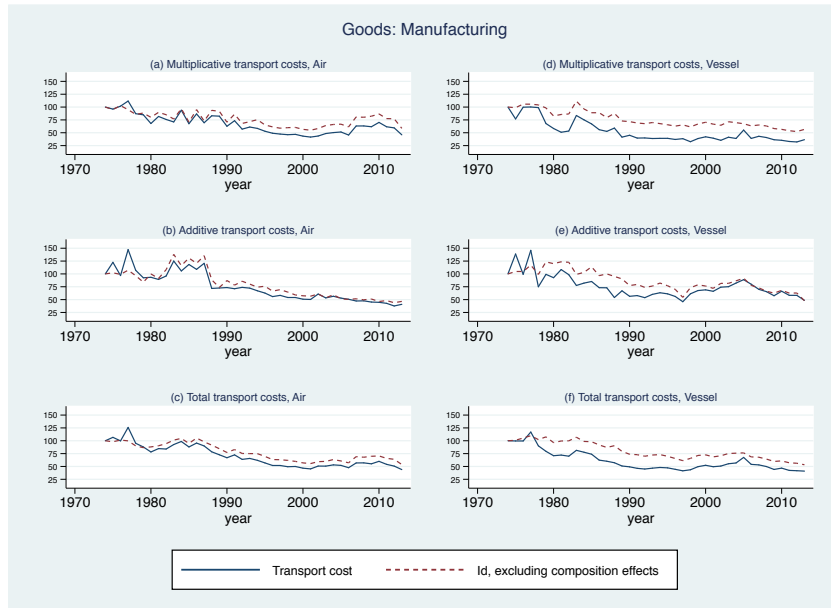 Goods: Manufacturing
(a) Multiplicative transport costs, Air
150
125
100
75
50
25
1970 1980 1990 2000 2010
year
(d) Multiplicative transport costs, Vessel
150
125
100
75
50
25
1970 1980 1990 2000 2010
year
(b) Additive transport costs, Air
150
125
100
75
50
25
1970 1980 1990 2000 2010
year
(e) Additive transport costs, Vessel
150
125
100
75
50
25
1970 1980 1990 2000 2010
year
(c) Total transport costs, Air
150
125
100
75
50
25
1970 1980 1990 2000 2010
year
(f) Total transport costs, Vessel
150
125
100
75
50
25
1970 1980 1990 2000 2010
year
Transport cost Id, excluding composition effects